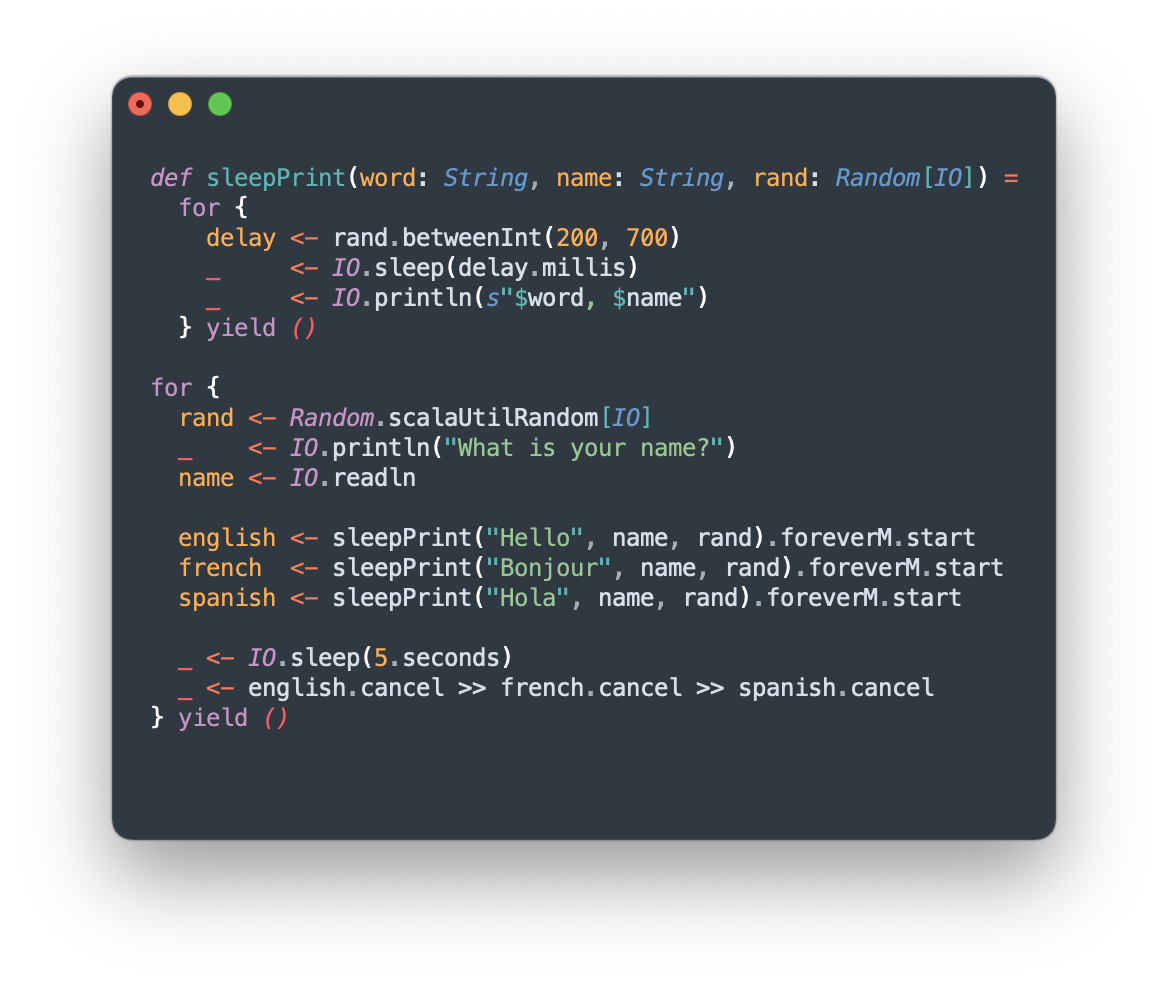 def sleepPrint(word: String, name: String, rand: Random[IO]) =
  for {
    delay <- rand.betweenInt(200, 700)
    _     <- IO.sleep(delay.millis)
    _     <- IO.println(s"$word, $name")
  } yield ()

for {
  rand <- Random.scalaUtilRandom[IO]
  _    <- IO.println("What is your name?")
  name <- IO.readln

  english <- sleepPrint("Hello", name, rand).foreverM.start
  french  <- sleepPrint("Bonjour", name, rand).foreverM.start
  spanish <- sleepPrint("Hola", name, rand).foreverM.start

  _ <- IO.sleep(5.seconds)
  _ <- english.cancel >> french.cancel >> spanish.cancel
} yield ()